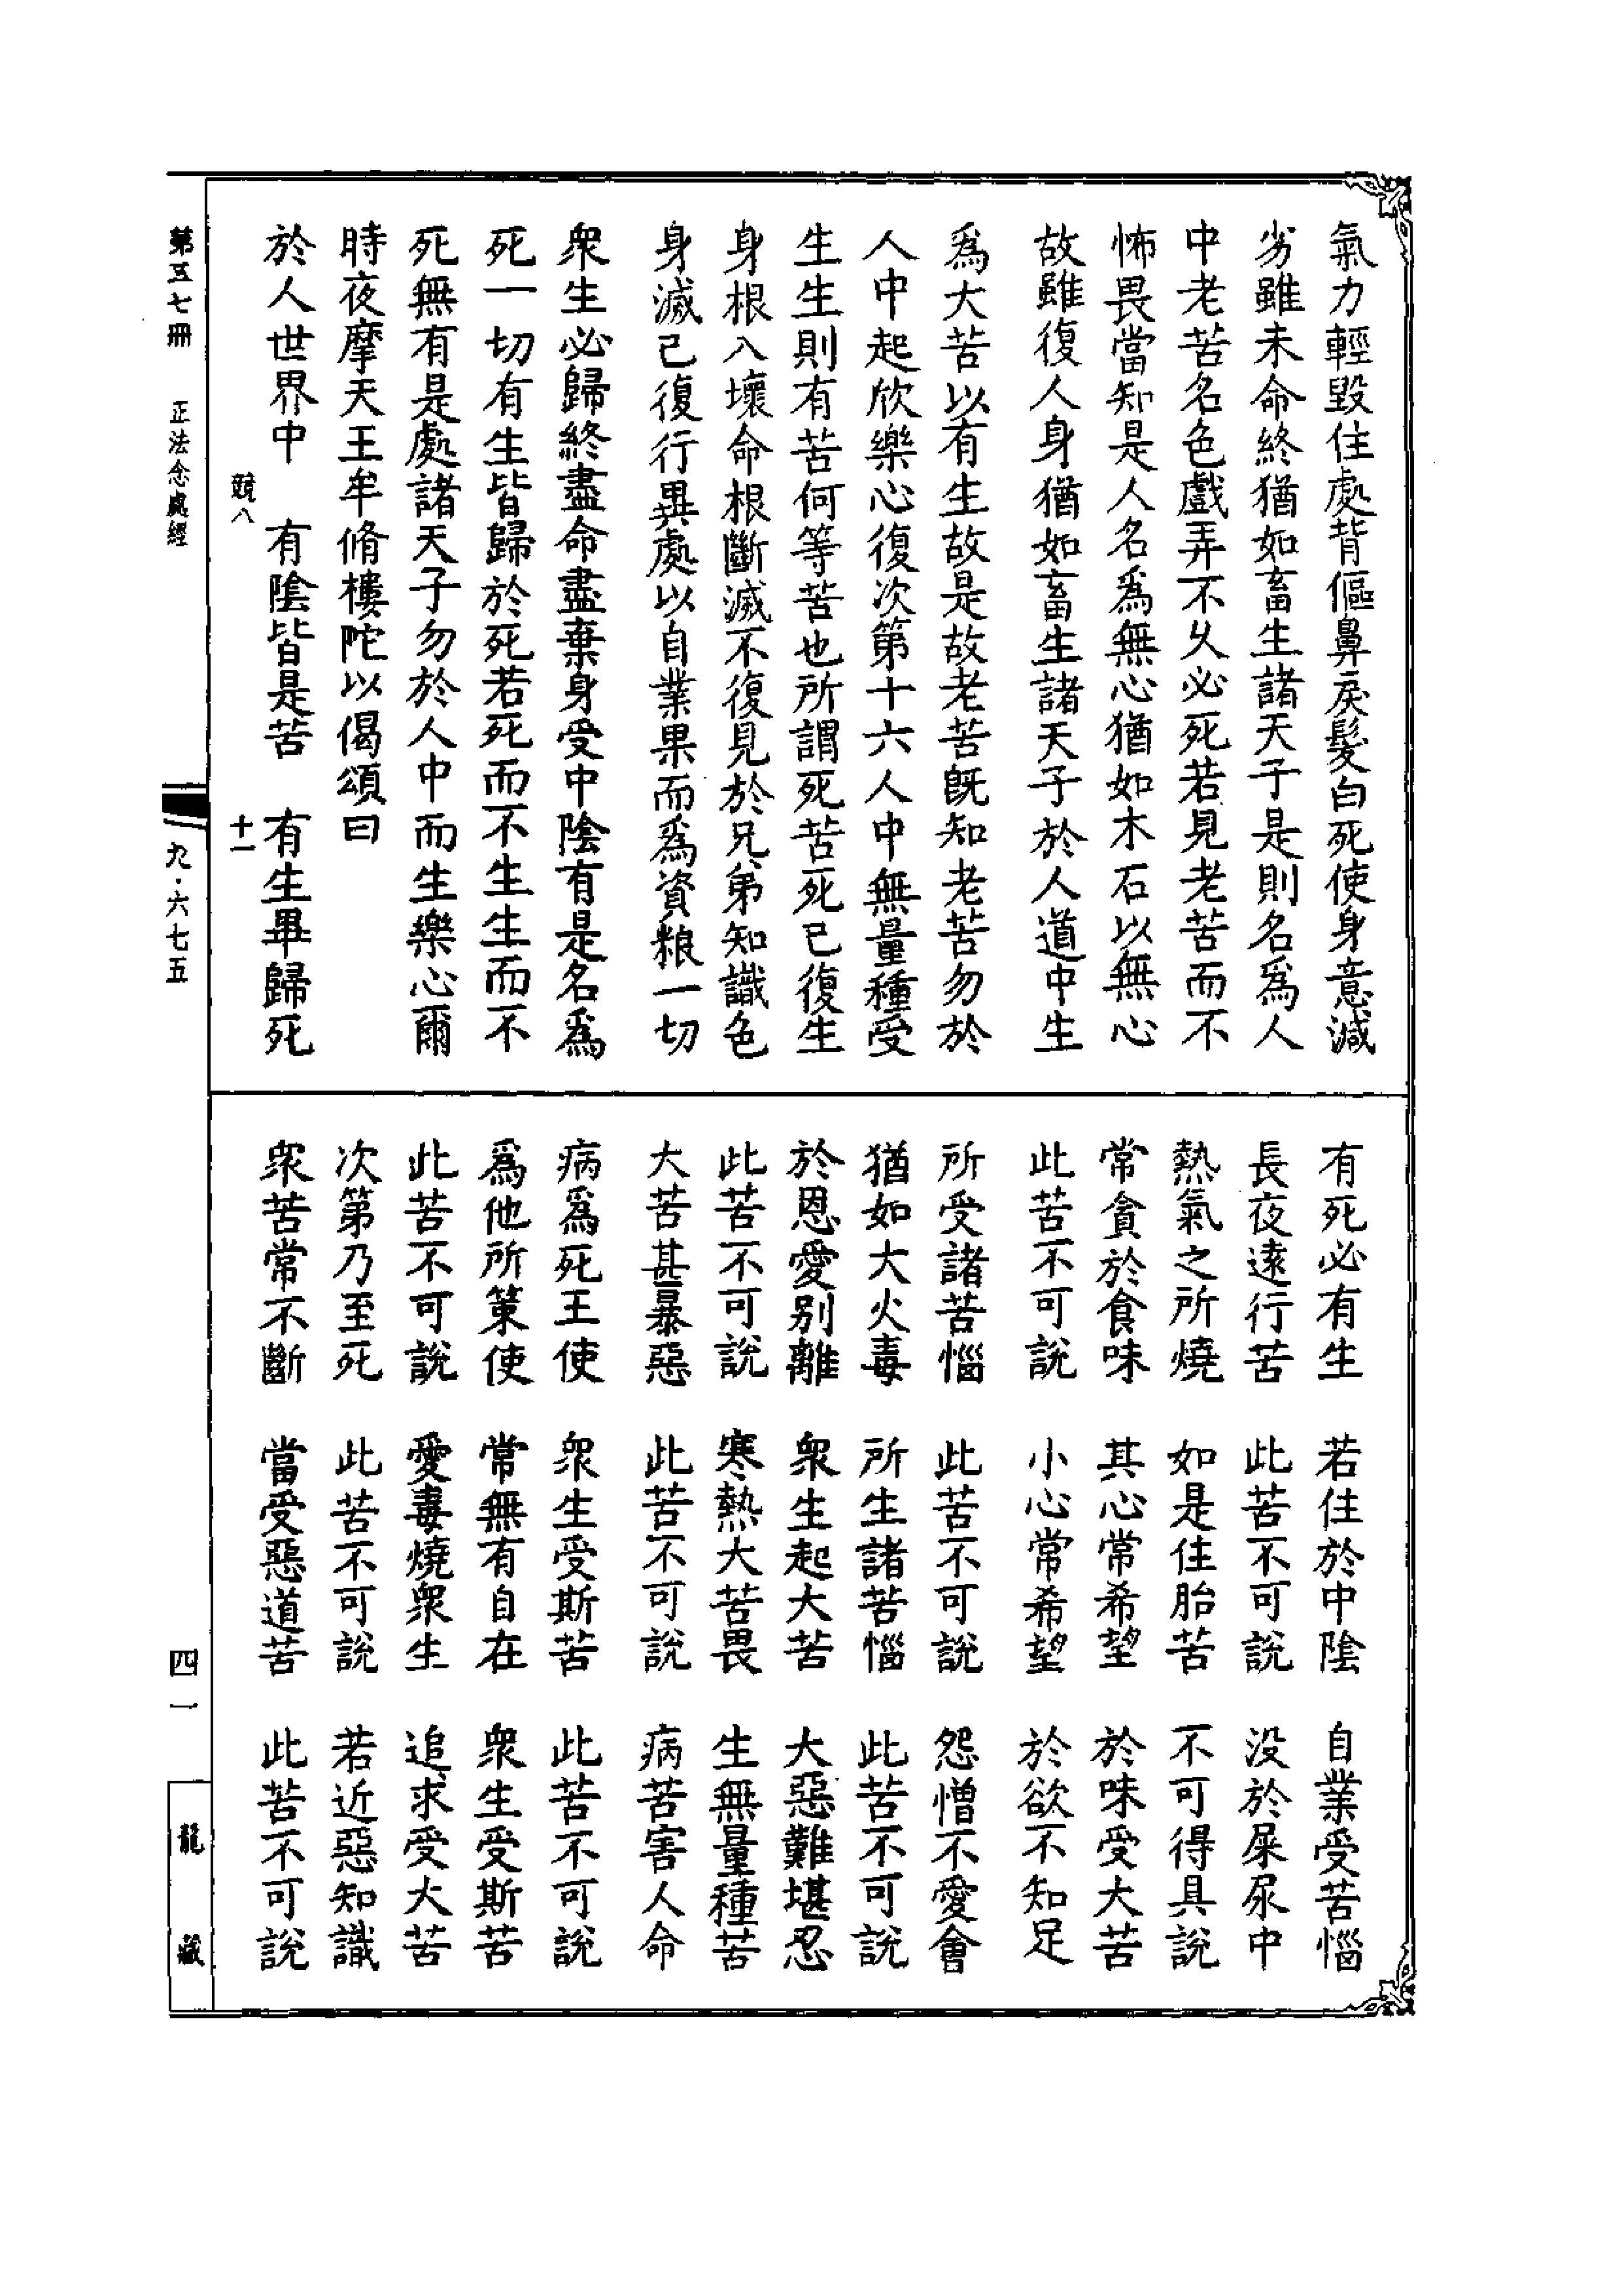 氣力輕毀住處背傴鼻戾髮白死使身意減
劣雖未命終猶如畜生諸天子是則名爲人
中老苦名色戲弄不久必死若見老苦而不
怖畏當知是人名爲無心猶如木石以無心
故雖復人身猶如畜生諸天子於人道中生
爲大苦以有生故是故老苦旣知老苦勿於
人中起欣樂心復次第十六人中無量種受
生生則有苦何等苦也所謂死苦死已復生
身根入壞命根斷滅不復見於兄弟知識色
身滅已復行異處以自業果而爲資粮一切
衆生必歸終盡命盡棄身受中陰有是名爲
死一切有生皆歸於死若死而不生生而不
死無有是處諸天子勿於人中而生樂心爾
時夜摩天王牟脩樓陀以偈頌曰
於人世界中　有陰皆是苦　有生畢歸死
競八　十一
有死必有生　若住於中陰　自業受苦惱
長夜遠行苦　此苦不可說　没於屎尿中
熱氣之所燒　如是住胎苦　不可得具說
常貪於食味　其心常希望　於味受大苦
此苦不可說　小心常希望　於欲不知足
所受諸苦惱　此苦不可說　怨憎不愛會
猶如大火毒　所生諸苦惱　此苦不可說
於恩愛別離　衆生起大苦　大惡難堪忍
此苦不可說　寒熱大苦畏　生無量種苦
大苦甚暴惡　此苦不可說　病苦害人命
病爲死王使　衆生受斯苦　此苦不可說
爲他所策使　常無有自在　衆生受斯苦
此苦不可說　愛毒燒衆生　追求受大苦
次第乃至死　此苦不可說　若近惡知識
衆苦常不斷　當受惡道苦　此苦不可說
第五七冊　正法念處經　九·六七五　四一　龍藏